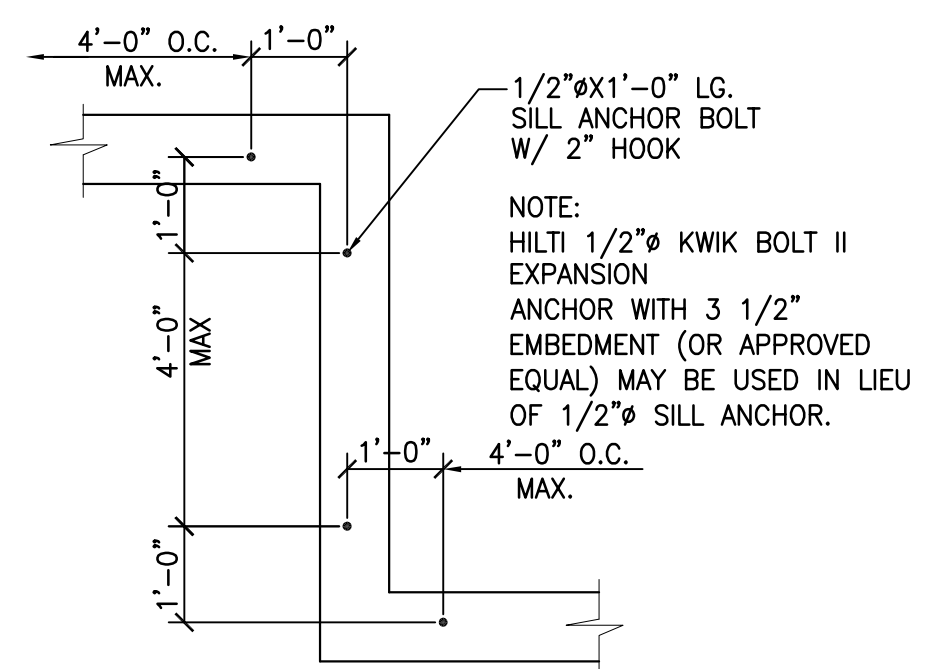 4'-0" O.C.
MAX.
1'-0"
1/2"øX1'-0" LG.
SILL ANCHOR BOLT
W/ 2" HOOK
1'-0"
NOTE:
HILTI 1/2"ø KWIK BOLT II
EXPANSION
ANCHOR WITH 3 1/2"
EMBEDMENT (OR APPROVED
EQUAL) MAY BE USED IN LIEU
OF 1/2"ø SILL ANCHOR.
4'-0"
MAX
1'-0"
4'-0" O.C.
MAX.
1'-0"